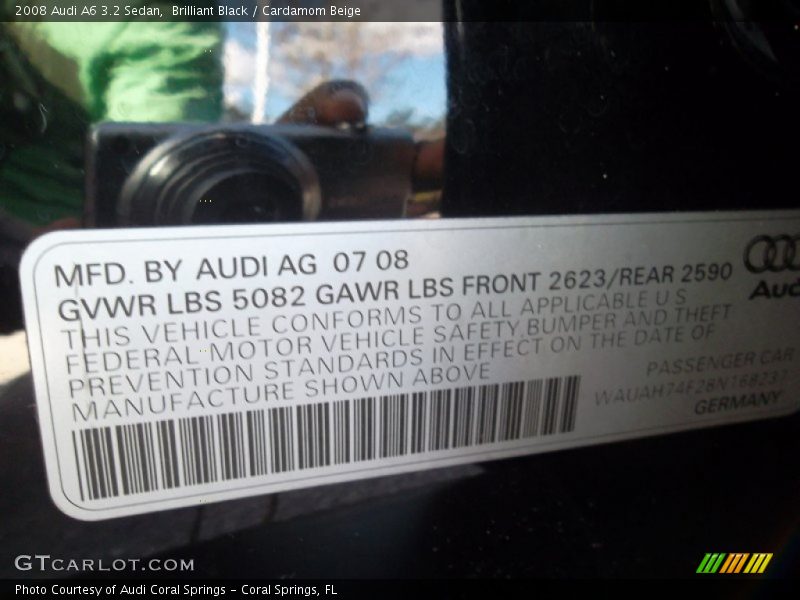 2008 Audi A6 3.2 Sedan, Brilliant Black / Cardamom Beige
MFD. BY AUDI AG 07 08
GVWR LBS 5082 GAWR LBS FRONT 2623/REAR 2590
THIS VEHICLE CONFORMS TO ALL APPLICABLE U S
FEDERAL MOTOR VEHICLE SAFETY, BUMPER AND THEFT
PREVENTION STANDARDS IN EFFECT ON THE DATE OF
MANUFACTURE SHOWN ABOVE
Audi
PASSENGER CAR
WAUAH74F28N168237
GERMANY
GTCARLOT.COM
Photo Courtesy of Audi Coral Springs – Coral Springs, FL